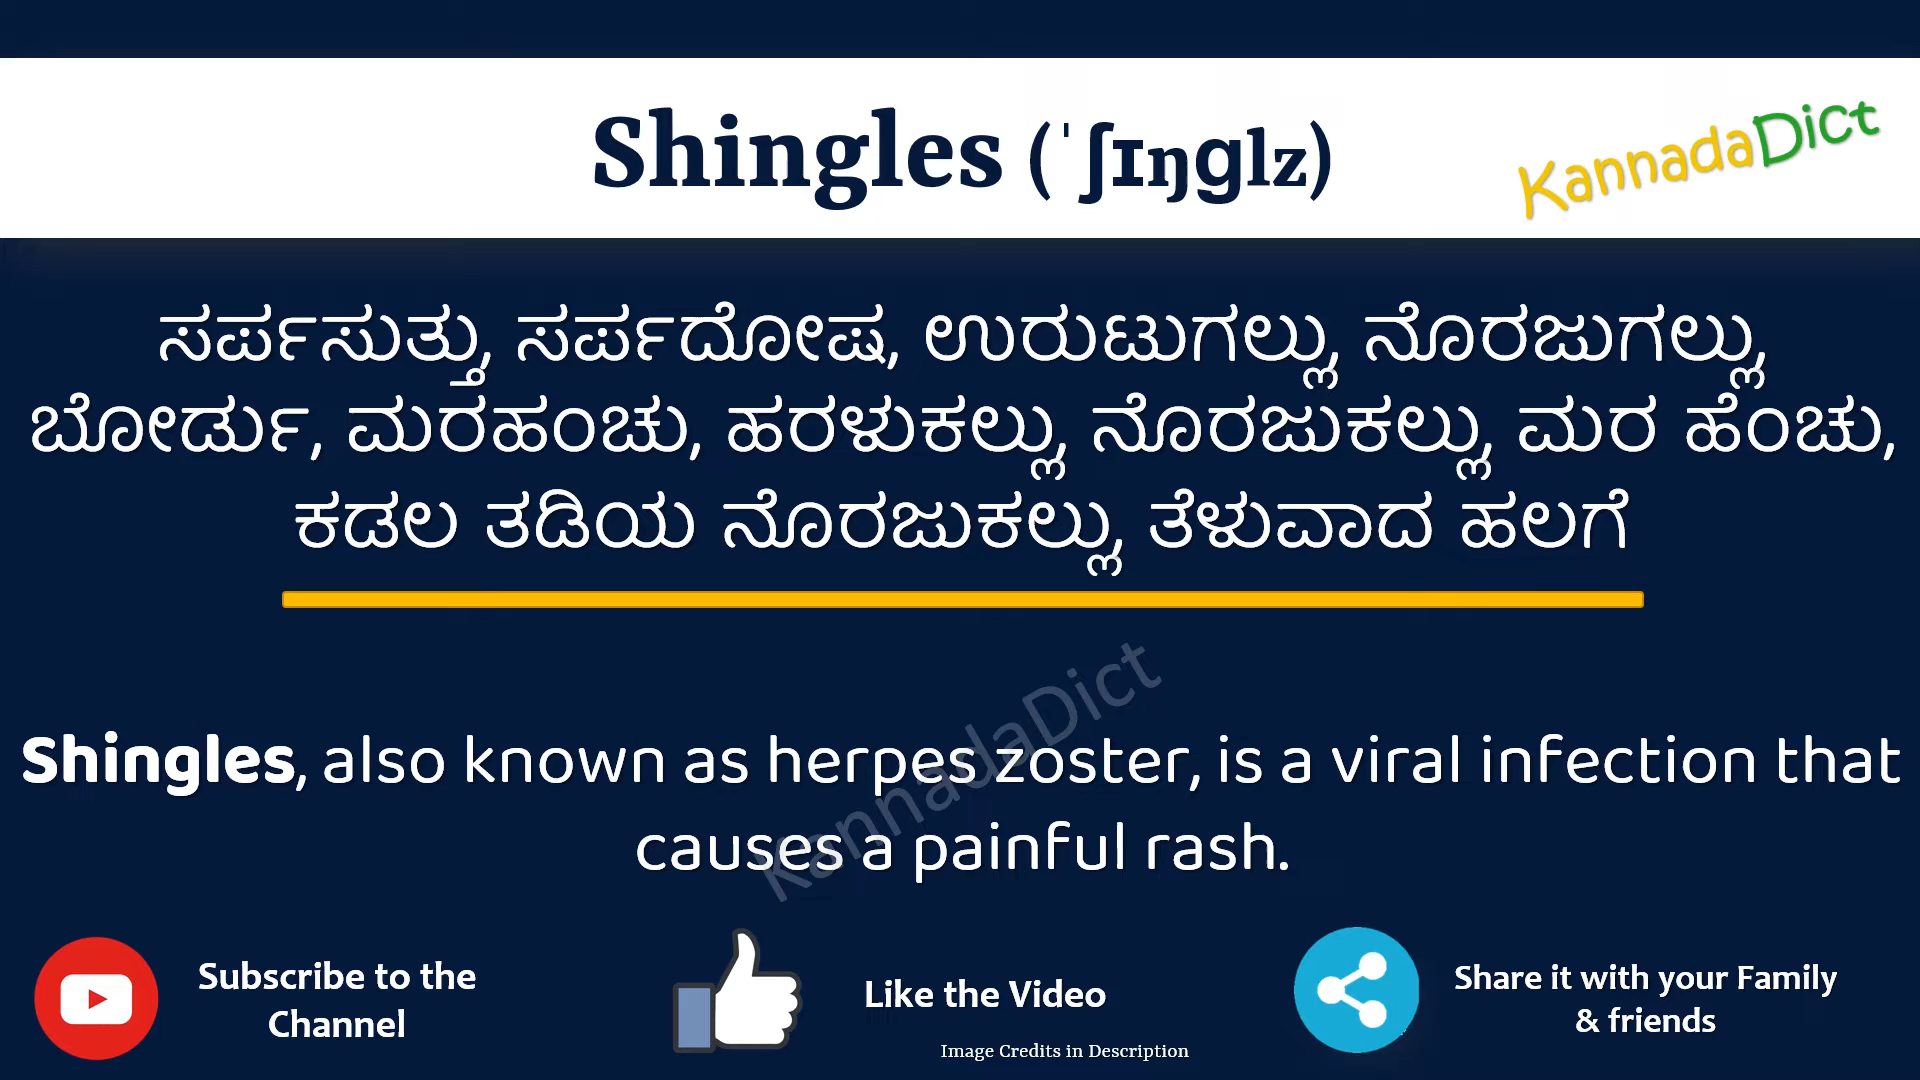 Shingles (ˈʃɪŋɡlz)
KannadaDict
ಸರ್ಪಸುತ್ತು, ಸರ್ಪದೋಷ, ಉರುಟುಗಲ್ಲು, ನೊರಜುಗಲ್ಲು,
ಬೋರ್ಡು, ಮರಹಂಚು, ಹರಳುಕಲ್ಲು, ನೊರಜುಕಲ್ಲು, ಮರ ಹೆಂಚು,
ಕಡಲ ತಡಿಯ ನೊರಜುಕಲ್ಲು, ತೆಳುವಾದ ಹಲಗೆ
KannadaDict
Shingles, also known as herpes zoster, is a viral infection that
causes a painful rash.
Subscribe to the
Channel
Like the Video
Share it with your Family
& friends
Image Credits in Description